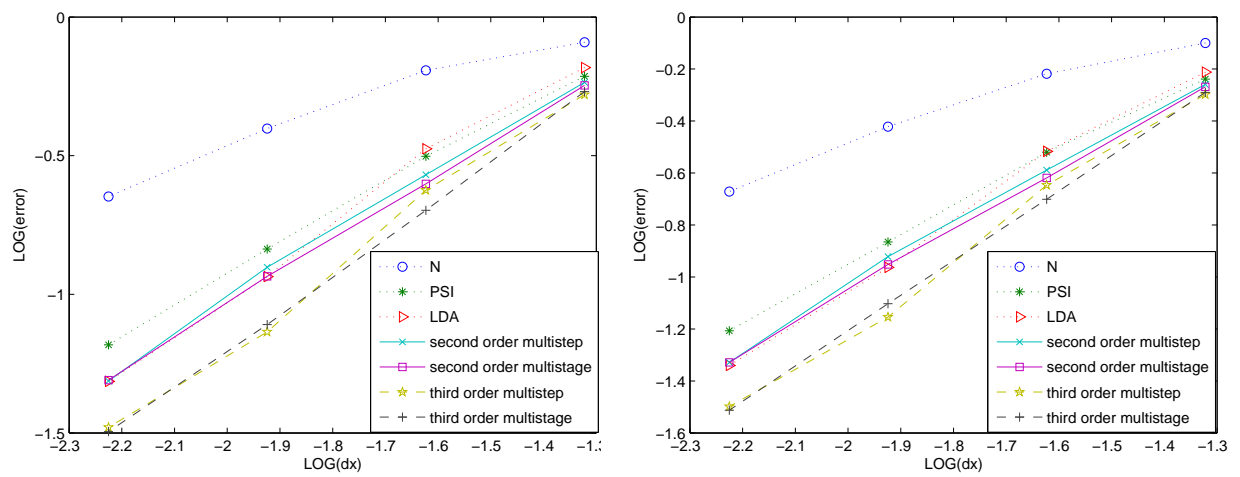 0
−0.5
−1
−1.5
LOG(error)
−2.3
−2.2
−2.1
−2
−1.9
−1.8
−1.7
−1.6
−1.5
−1.4
LOG(dx)
N
PSI
LDA
second order multistep
second order multistage
third order multistep
third order multistage
0
−0.2
−0.4
−0.6
−0.8
−1
−1.2
−1.4
−1.6
LOG(error)
−2.3
−2.2
−2.1
−2
−1.9
−1.8
−1.7
−1.6
−1.5
−1.4
−1.3
LOG(dx)
N
PSI
LDA
second order multistep
second order multistage
third order multistep
third order multistage